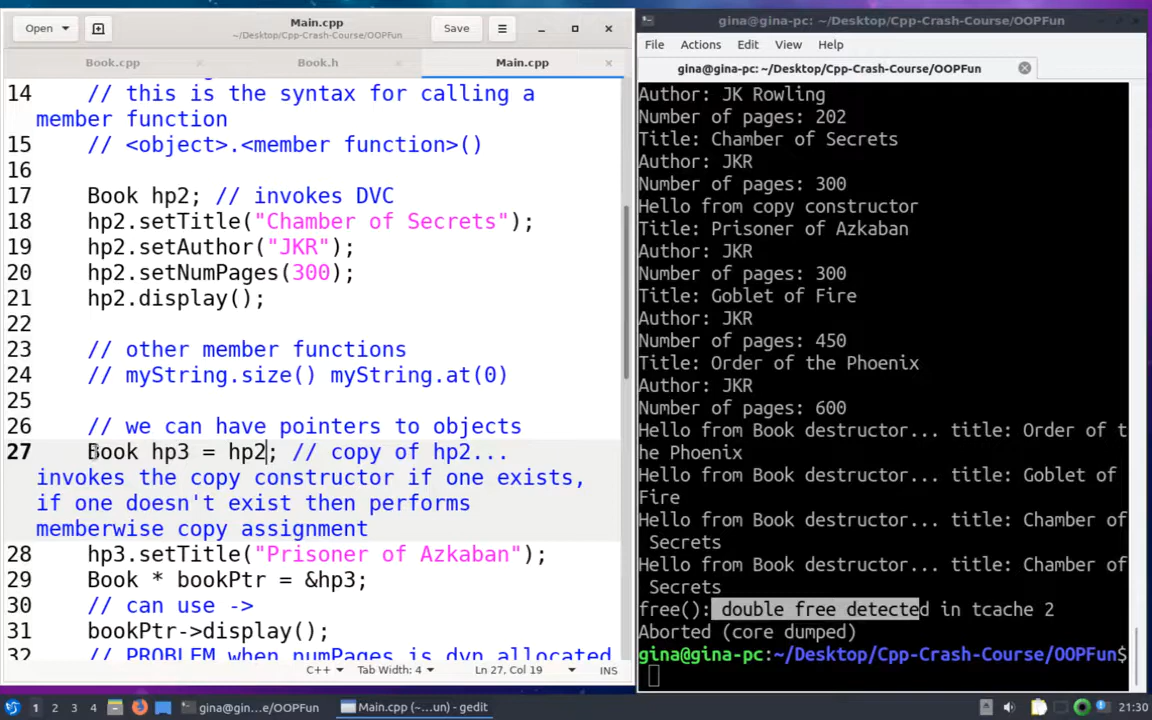 Open
Main.cpp
~/Desktop/Cpp-Crash-Course/OOPFun
Save
Book.cpp
Book.h
Main.cpp
14 // this is the syntax for calling a
member function
15 // <object>.<member function>()
16
17 Book hp2; // invokes DVC
18 hp2.setTitle("Chamber of Secrets");
19 hp2.setAuthor("JKR");
20 hp2.setNumPages(300);
21 hp2.display();
22
23 // other member functions
24 // myString.size() myString.at(0)
25
26 // we can have pointers to objects
27 Book hp3 = hp2; // copy of hp2...
invokes the copy constructor if one exists,
if one doesn't exist then performs
memberwise copy assignment
28 hp3.setTitle("Prisoner of Azkaban");
29 Book * bookPtr = &hp3;
30 // can use ->
31 bookPtr->display();
32 // PROBLEM when numPages is dyn allocated
C++ Tab Width: 4 Ln 27, Col 19 INS
gina@gina-pc: ~/Desktop/Cpp-Crash-Course/OOPFun
File Actions Edit View Help
gina@gina-pc: ~/Desktop/Cpp-Crash-Course/OOPFun
Author: JK Rowling
Number of pages: 202
Title: Chamber of Secrets
Author: JKR
Number of pages: 300
Hello from copy constructor
Title: Prisoner of Azkaban
Author: JKR
Number of pages: 300
Title: Goblet of Fire
Author: JKR
Number of pages: 450
Title: Order of the Phoenix
Author: JKR
Number of pages: 600
Hello from Book destructor... title: Order of t
he Phoenix
Hello from Book destructor... title: Goblet of
Fire
Hello from Book destructor... title: Chamber of
Secrets
Hello from Book destructor... title: Chamber of
Secrets
free(): double free detected in tcache 2
Aborted (core dumped)
gina@gina-pc:~/Desktop/Cpp-Crash-Course/OOPFun$
1 2 3 4 gina@gin...e/OOPFun) Main.cpp (~...un) - gedit 21:30